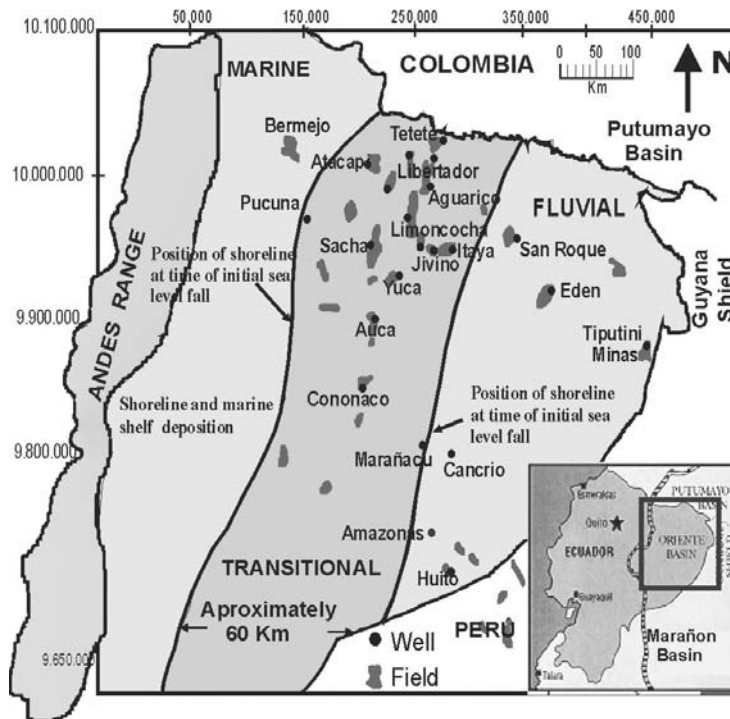 50.000 150.000 250.000 350.000 450.000
10.100.000
MARINE
COLOMBIA
0 50 100
Km
N
Putumayo
Basin
Bermejo
Tetete
Atacapi
Libertador
10.000.000
Aguarico
Pucuna
FLUVIAL
Limoncocha
Position of shoreline
at time of initial sea
level fall
Sacha
Itaya
San Roque
Jivino
Yuca
Eden
Guyana
Shield
ANDES RANGE
9.900.000
Auca
Tiputini
Minas
Shoreline and marine
shelf deposition
Cononaco
Position of shoreline
at time of initial sea
level fall
9.800.000
Marañacu
Cancrio
Amazonas
TRANSITIONAL
Huito
Aproximately
60 Km
PERU
Well
Field
9.650.000
Esmeraldas
PUTUMAYO
BASIN
Quito
ORIENTE
BASIN
ECUADOR
Guayaquil
Marañon
Basin
Talara